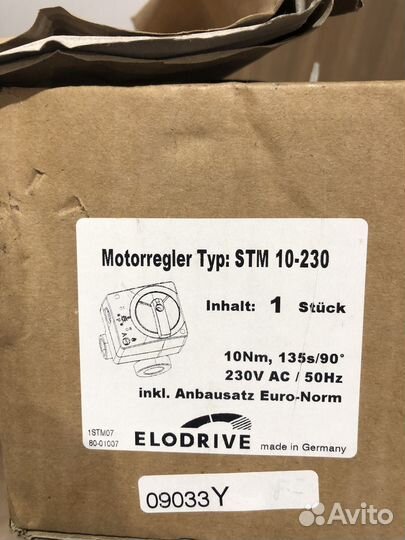 Motorregler Typ: STM 10-230
Inhalt: 1 Stück
10Nm, 135s/90°
230V AC / 50Hz
inkl. Anbausatz Euro-Norm
1STM07
80-01007
ELODRIVE made in Germany
09033Y
Avito